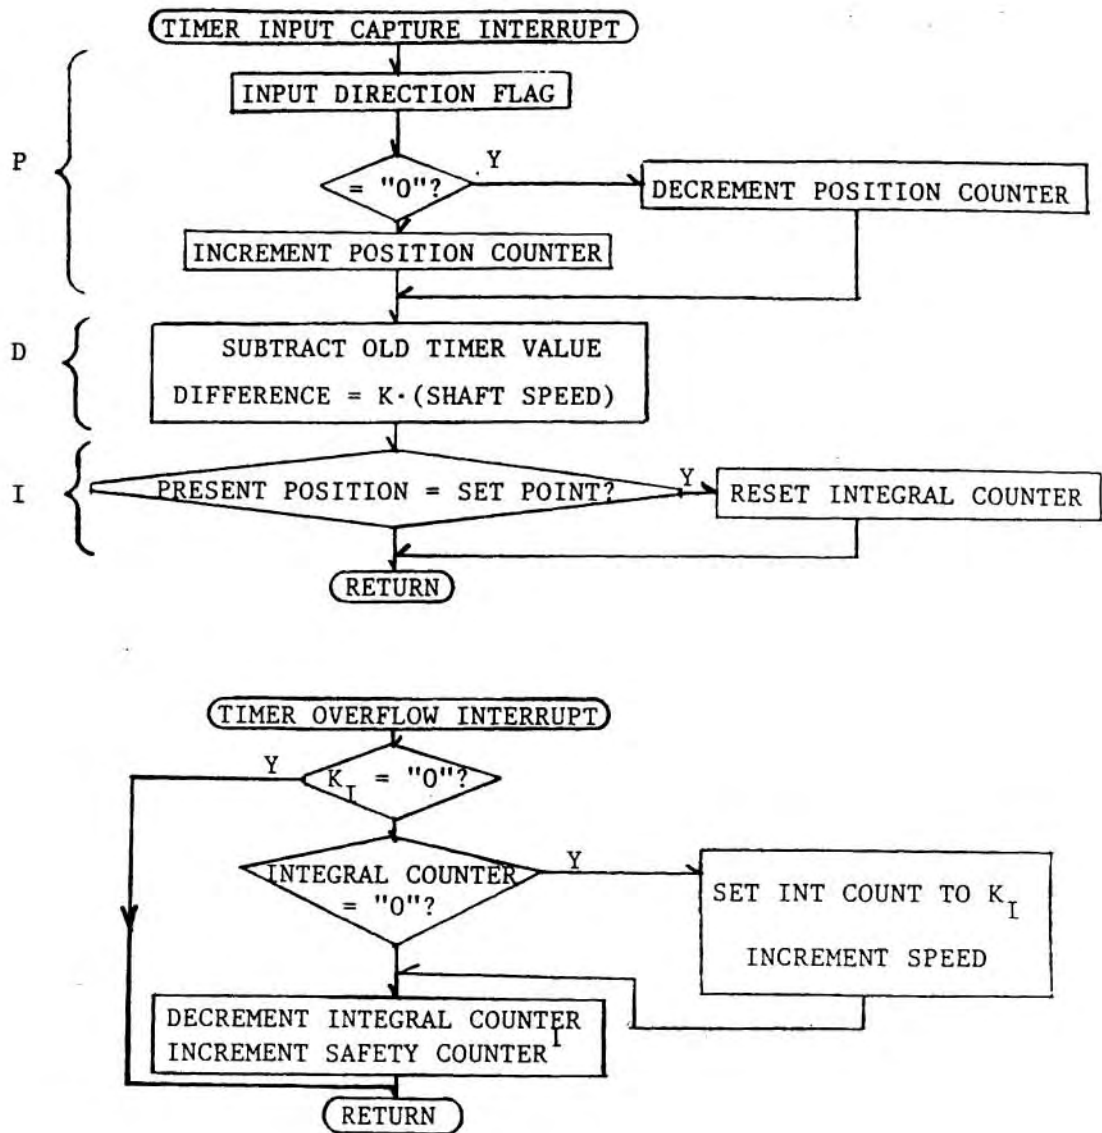 TIMER INPUT CAPTURE INTERRUPT
INPUT DIRECTION FLAG
P
= "0"?
Y
DECREMENT POSITION COUNTER
INCREMENT POSITION COUNTER
D
SUBTRACT OLD TIMER VALUE
DIFFERENCE = K·(SHAFT SPEED)
I
PRESENT POSITION = SET POINT?
Y
RESET INTEGRAL COUNTER
RETURN
TIMER OVERFLOW INTERRUPT
Y
K_I = "0"?
INTEGRAL COUNTER
= "0"?
Y
SET INT COUNT TO K_I
INCREMENT SPEED
DECREMENT INTEGRAL COUNTER
INCREMENT SAFETY COUNTER I
RETURN